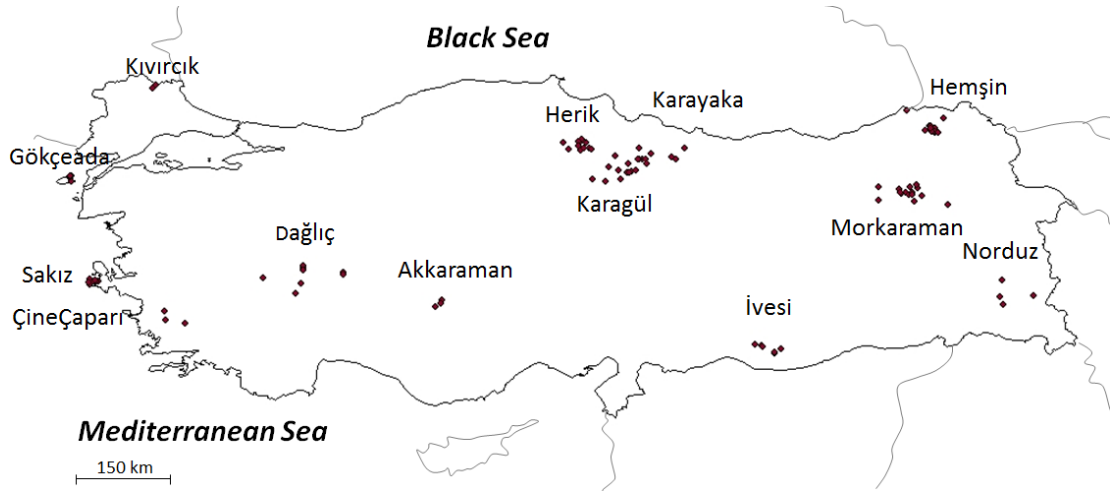 Black Sea
Kıvırcık
Hemşin
Karayaka
Herik
Gökçeada
Karagül
Morkaraman
Dağlıç
Norduz
Akkaraman
Sakız
İvesi
ÇineÇaparı
Mediterranean Sea
150 km